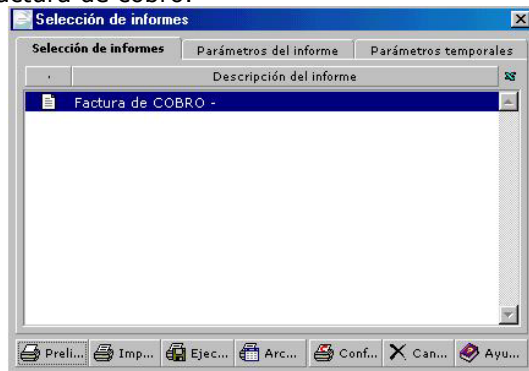 actura de cobro.
Selección de informes
Selección de informes Parámetros del informe Parámetros temporales
. Descripción del informe
Factura de COBRO -
Preli... Imp... Ejec... Arc... Conf... Can... Ayu...